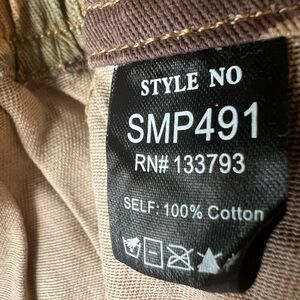 STYLE NO
SMP491
RN# 133793
SELF: 100% Cotton